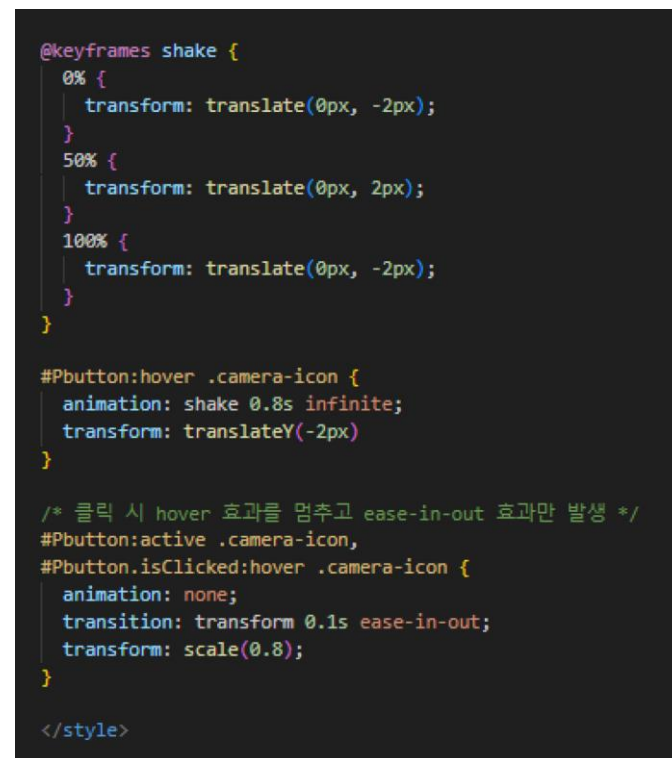 @keyframes shake {
0% {
transform: translate(0px, -2px);
}
50% {
transform: translate(0px, 2px);
}
100% {
transform: translate(0px, -2px);
}
}
#Pbutton:hover .camera-icon {
animation: shake 0.8s infinite;
transform: translateY(-2px)
}
/* 클릭 시 hover 효과를 멈추고 ease-in-out 효과만 발생 */
#Pbutton:active .camera-icon,
#Pbutton.isClicked:hover .camera-icon {
animation: none;
transition: transform 0.1s ease-in-out;
transform: scale(0.8);
}
</style>